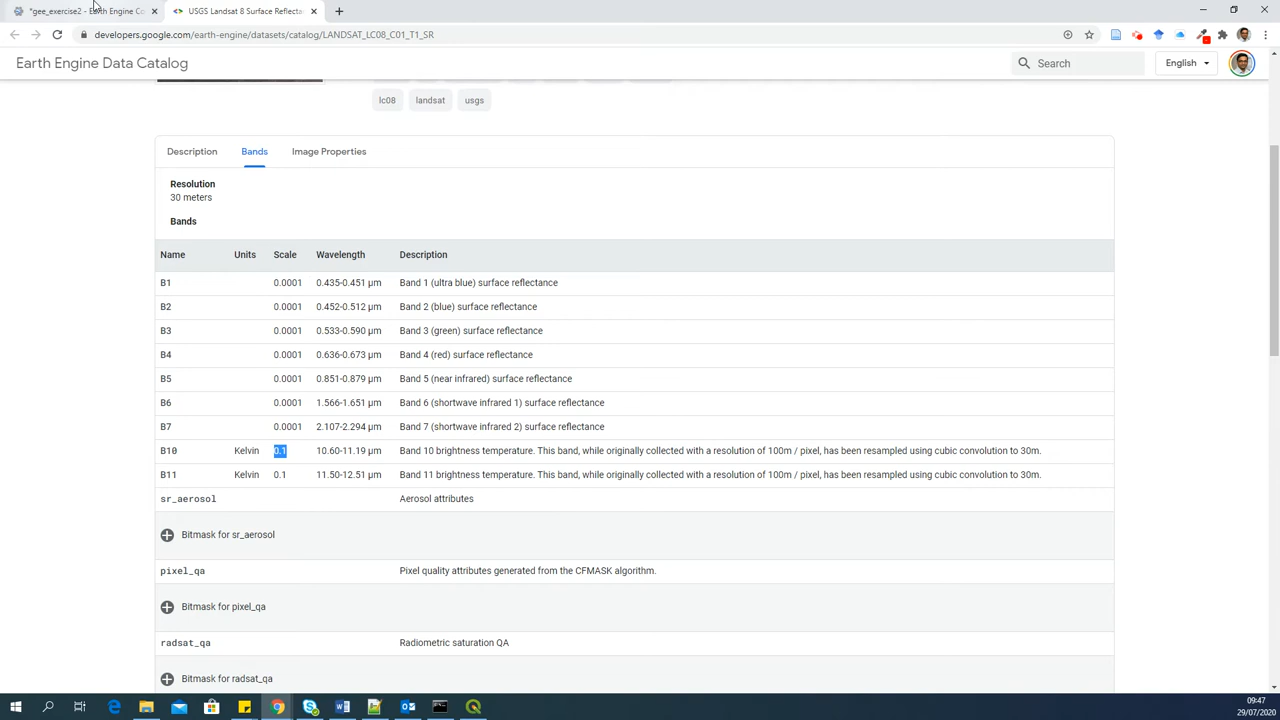 *gee_exercise2 - Earth Engine Co
USGS Landsat 8 Surface Reflecta
developers.google.com/earth-engine/datasets/catalog/LANDSAT_LC08_C01_T1_SR
Earth Engine Data Catalog
Search
English
lc08 landsat usgs
Description Bands Image Properties
Resolution
30 meters
Bands
Name Units Scale Wavelength Description
B1 0.0001 0.435-0.451 μm Band 1 (ultra blue) surface reflectance
B2 0.0001 0.452-0.512 μm Band 2 (blue) surface reflectance
B3 0.0001 0.533-0.590 μm Band 3 (green) surface reflectance
B4 0.0001 0.636-0.673 μm Band 4 (red) surface reflectance
B5 0.0001 0.851-0.879 μm Band 5 (near infrared) surface reflectance
B6 0.0001 1.566-1.651 μm Band 6 (shortwave infrared 1) surface reflectance
B7 0.0001 2.107-2.294 μm Band 7 (shortwave infrared 2) surface reflectance
B10 Kelvin 0.1 10.60-11.19 μm Band 10 brightness temperature. This band, while originally collected with a resolution of 100m / pixel, has been resampled using cubic convolution to 30m.
B11 Kelvin 0.1 11.50-12.51 μm Band 11 brightness temperature. This band, while originally collected with a resolution of 100m / pixel, has been resampled using cubic convolution to 30m.
sr_aerosol Aerosol attributes
Bitmask for sr_aerosol
pixel_qa Pixel quality attributes generated from the CFMASK algorithm.
Bitmask for pixel_qa
radsat_qa Radiometric saturation QA
Bitmask for radsat_qa
09:47
29/07/2020